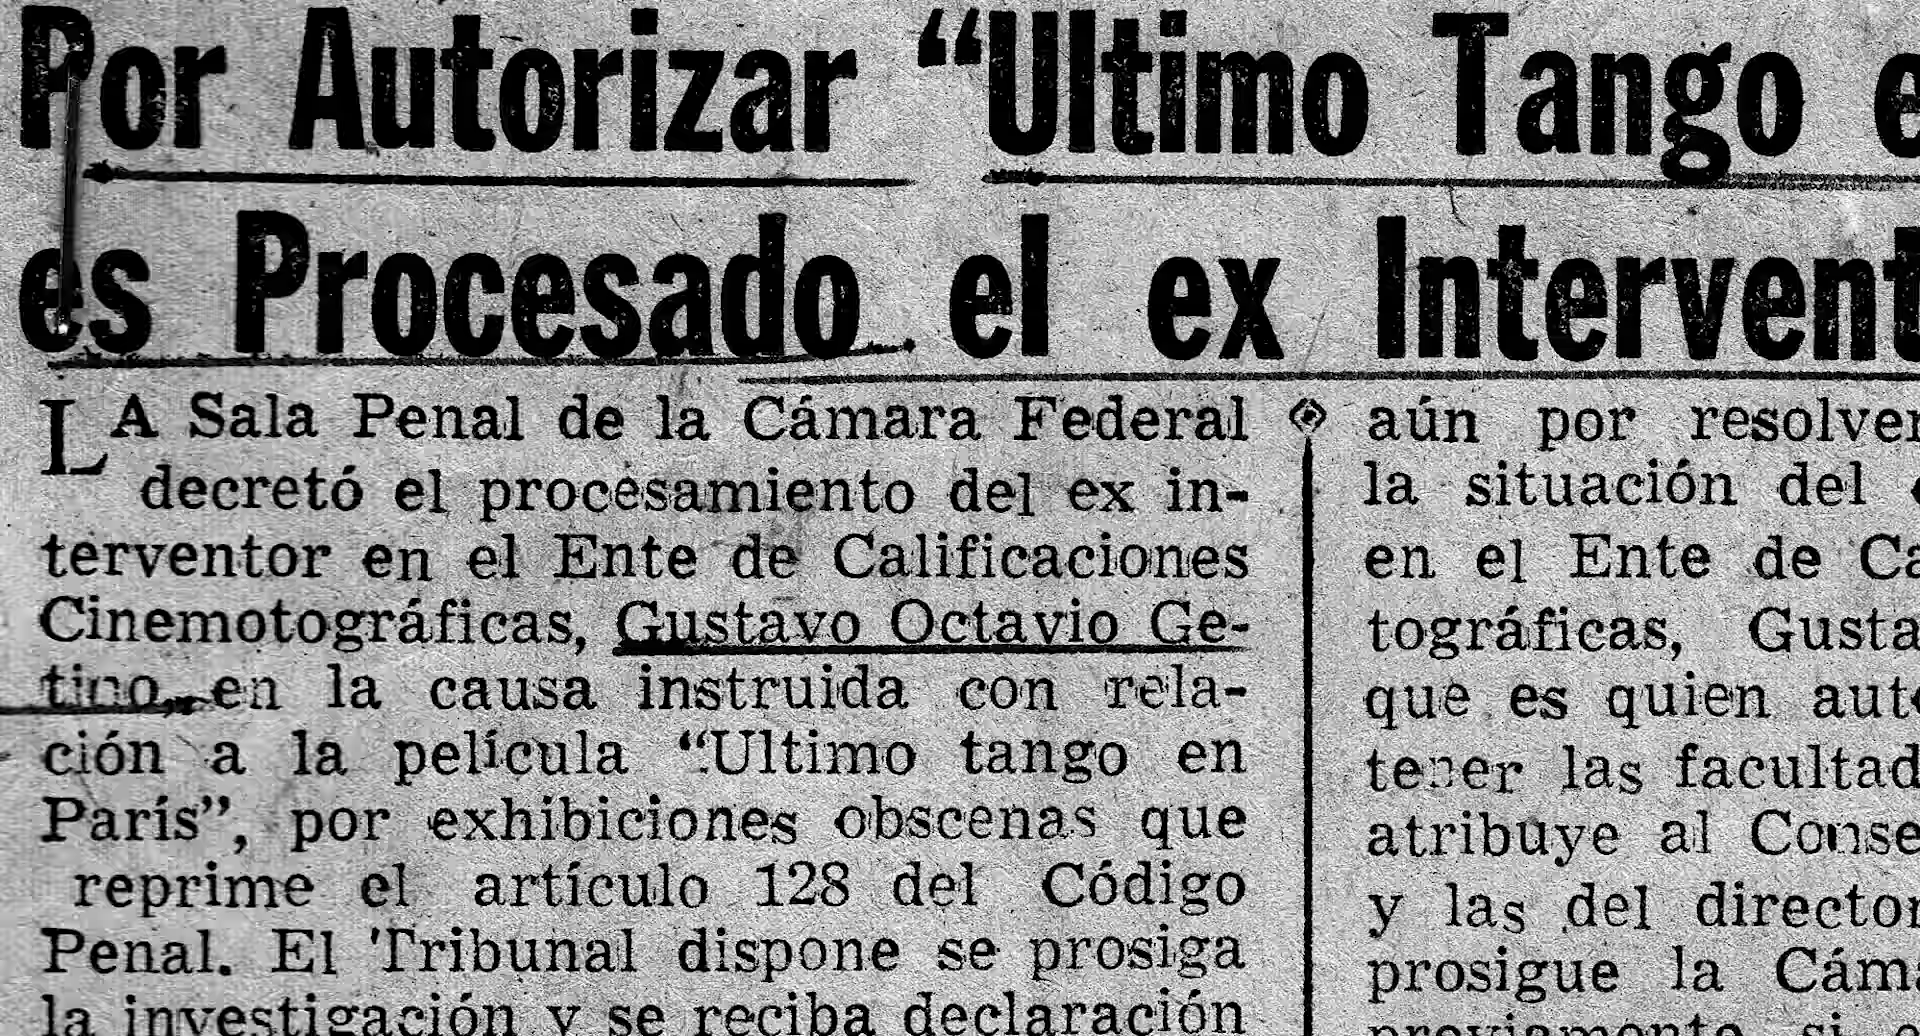 Por Autorizar “Ultimo Tango e
es Procesado el ex Intervent
LA Sala Penal de la Cámara Federal
decretó el procesamiento del ex in-
terventor en el Ente de Calificaciones
Cinemotográficas, Gustavo Octavio Ge-
tino, en la causa instruida con rela-
ción a la película “Ultimo tango en
París”, por exhibiciones obscenas que
reprime el artículo 128 del Código
Penal. El Tribunal dispone se prosiga
la investigación y se reciba declaración
aún por resolver
la situación del
en el Ente de Ca
tográficas, Gusta
que es quien aut
tener las facultad
atribuye al Conse
y las del director
prosigue la Cám
previamente si